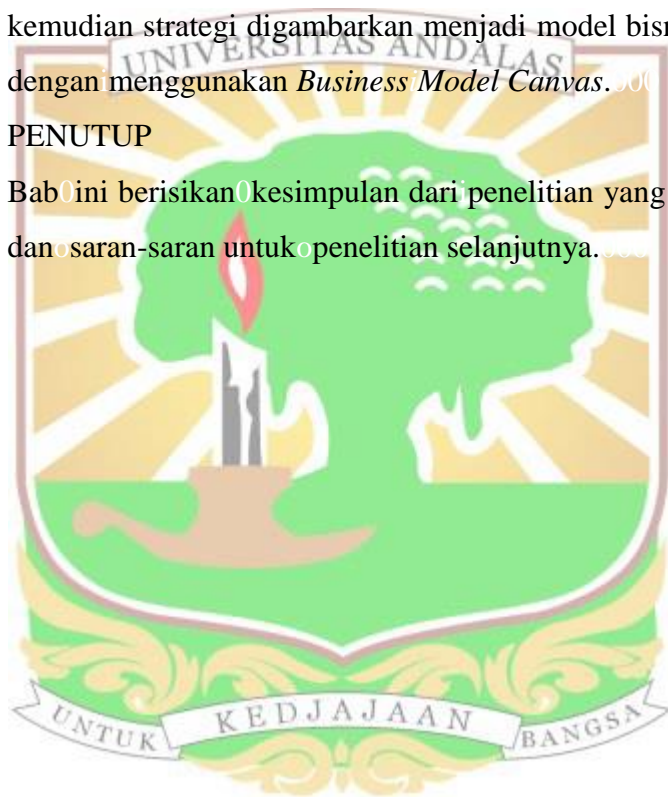 kemudian strategi digambarkan menjadi model
UNIVERSITAS ANDALAS
dengan menggunakan Business Model Canvas.
PENUTUP
Bab ini berisikan kesimpulan dari penelitian yang
dan saran-saran untuk penelitian selanjutnya.
UNTUK KEDJAJAAN BANGSA